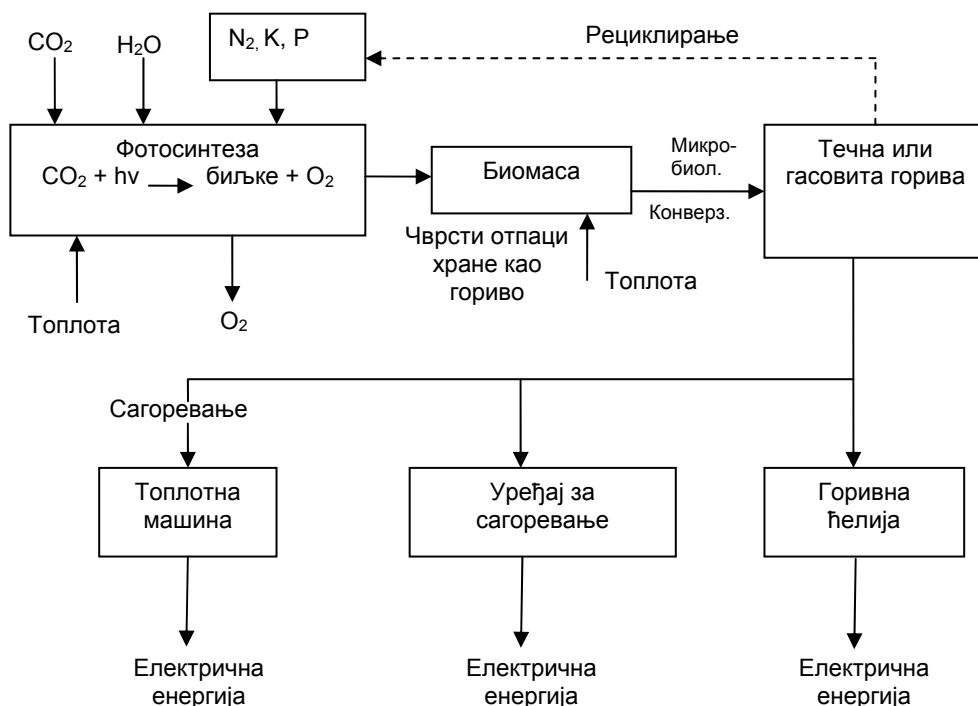 CO₂
H₂O
N₂, K, P
Рециклирање
Фотосинтеза
CO₂ + hv → биљке + O₂
Биомаса
Микро-
биол.
Конверз.
Течна или
гасовита горива
Топлота
O₂
Чврсти отпаци
хране као
гориво
Топлота
Сагоревање
Топлотна
машина
Уређај за
сагоревање
Горивна
ћелија
Електрична
енергија
Електрична
енергија
Електрична
енергија